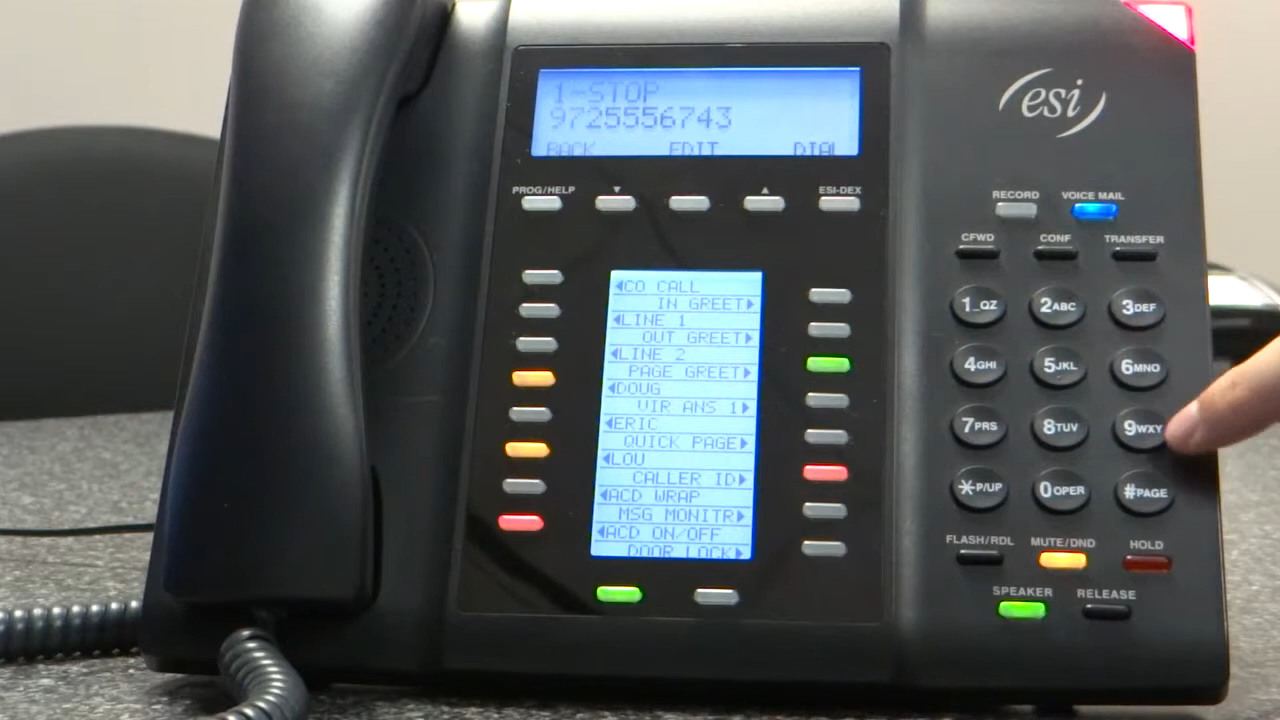 1-STOP
9725556743
BACK EDIT DIAL
PROG/HELP ▼ ▲ ESI-DEX
◀CO CALL
IN GREET▶
◀LINE 1
OUT GREET▶
◀LINE 2
PAGE GREET▶
◀DOUG
VIR ANS 1▶
◀ERIC
QUICK PAGE▶
◀LOU
CALLER ID▶
◀ACD WRAP
MSG MONITR▶
◀ACD ON/OFF
DOOR LOCK▶
esi
RECORD VOICE MAIL
CFWD CONF TRANSFER
1_QZ 2ABC 3DEF
4GHI 5JKL 6MNO
7PRS 8TUV 9WXY
*P/UP 0OPER #PAGE
FLASH/RDL MUTE/DND HOLD
SPEAKER RELEASE